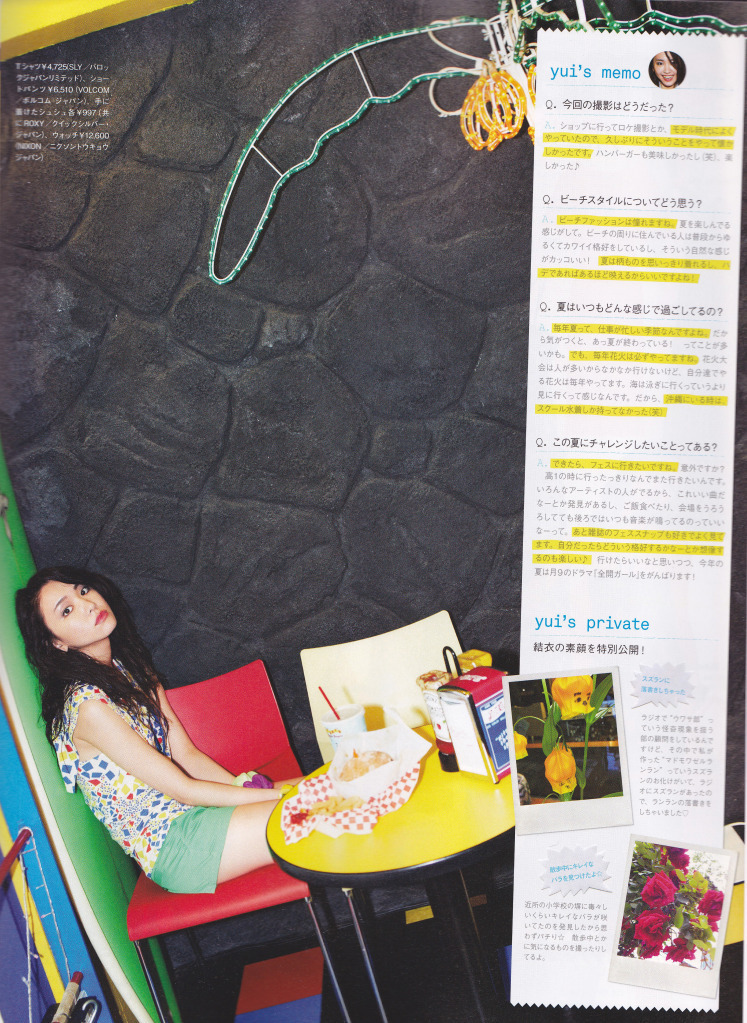 Tシャツ¥4,725(SLY／バロッ
クジャパンリミテッド)、ショー
トパンツ¥6,510(VOLCOM
／ボルコム・ジャパン)、手に
着けたシュシュ各¥997(共
にROXY／クイックシルバー・
ジャパン)、ウォッチ¥12,600
(NIXON／ニクソントウキョウ
ジャパン)
yui's memo
Q. 今回の撮影はどうだった？
A. ショップに行ってロケ撮影とか、モデル時代によく
やっていたので、久しぶりにそういうことをやって懐か
しかったです。ハンバーガーも美味しかったし(笑)、楽
しかった♪
Q. ビーチスタイルについてどう思う？
A. ビーチファッションは憧れますね。夏を楽しんでる
感じがして。ビーチの周りに住んでいる人は普段からゆ
るくてカワイイ格好をしているし、そういう自然な感じ
がカッコいい！ 夏は柄ものを思いっきり着れるし、ハ
デであればあるほど映えるからいいですよね！
Q. 夏はいつもどんな感じで過ごしてるの？
A. 毎年夏って、仕事が忙しい季節なんですよね。だか
ら気がつくと、あっ夏が終わっている！ ってことが多
いかも。でも、毎年花火は必ずやってますね。花火大
会は人が多いからなかなか行けないけど、自分達でや
る花火は毎年やってます。海は泳ぎに行くっていうより
見に行くって感じなんです。だから、沖縄にいる時は、
スクール水着しか持ってなかった(笑)
Q. この夏にチャレンジしたいことってある？
A. できたら、フェスに行きたいですね。意外ですか？
高1の時に行ったっきりなんでまた行きたいんです。
いろんなアーティストの人がでるから、これいい曲だ
なーとか発見があるし、ご飯食べたり、会場をうろう
ろしてても後ろではいつも音楽が鳴ってるのっていい
なーって。あと雑誌のフェススナップも好きでよく見て
ます。自分だったらどういう格好するかなーとか想像す
るのも楽しい♪ 行けたらいいなと思いつつ、今年の
夏は月9のドラマ「全開ガール」をがんばります！
yui's private
結衣の素顔を特別公開！
スズランに
落書きしちゃった
ラジオで“ウワサ部”っ
ていう怪奇現象を扱う
部の顧問をしているんで
すけど、その中で私が
作った“マドモワゼルラ
ンラン”っていうスズラ
ンのお化けがいて、ラジ
オにスズランがあったの
で、ランランの落書きを
しちゃいました♡
散歩中にキレイな
バラを見つけたよ☆
近所の小学校の塀に毒々し
いくらいキレイなバラが咲
いてたのを発見したから思
わずパチリ☆ 散歩中とか
に気になるものを撮ったりし
てるよ。